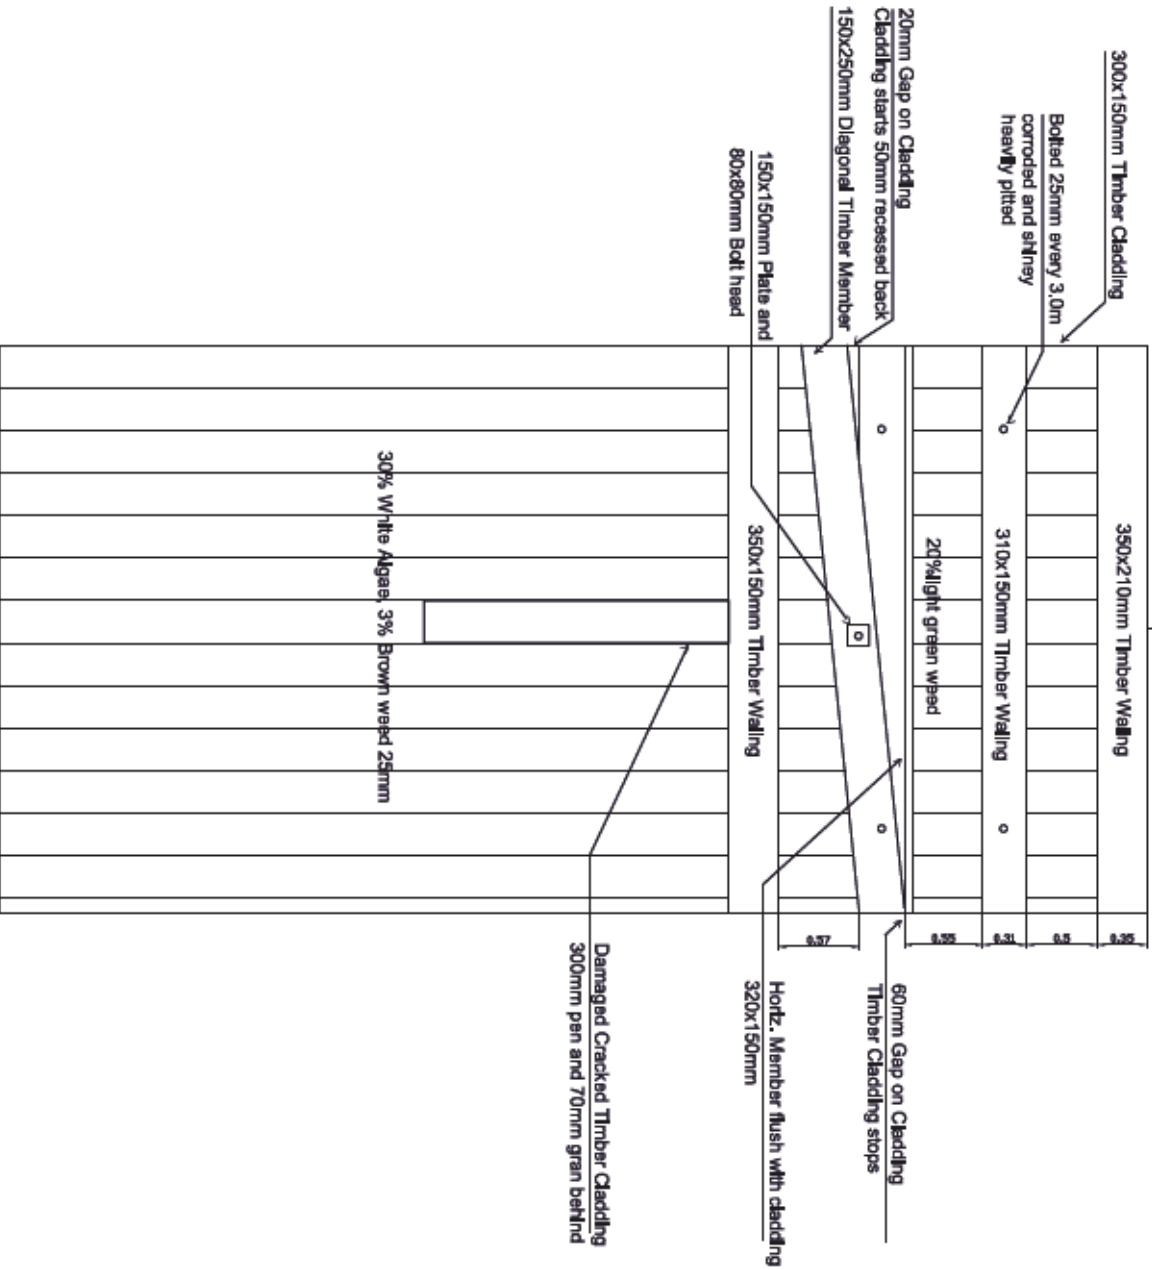 300x150mm Timber Cladding
Bolted 25mm every 3.0m
corroded and shiney
heavily pitted
20mm Gap on Cladding
Cladding starts 50mm recessed back
150x250mm Diagonal Timber Member
150x150mm Plate and
80x80mm Bolt head
350x210mm Timber Waling
310x150mm Timber Waling
20%light green weed
350x150mm Timber Waling
30% White Algae, 3% Brown weed 25mm
0.35
0.5
0.31
0.55
0.57
60mm Gap on Cladding
Timber Cladding stops
Horiz. Member flush with cladding
320x150mm
Damaged Cracked Timber Cladding
300mm pen and 70mm gran behind